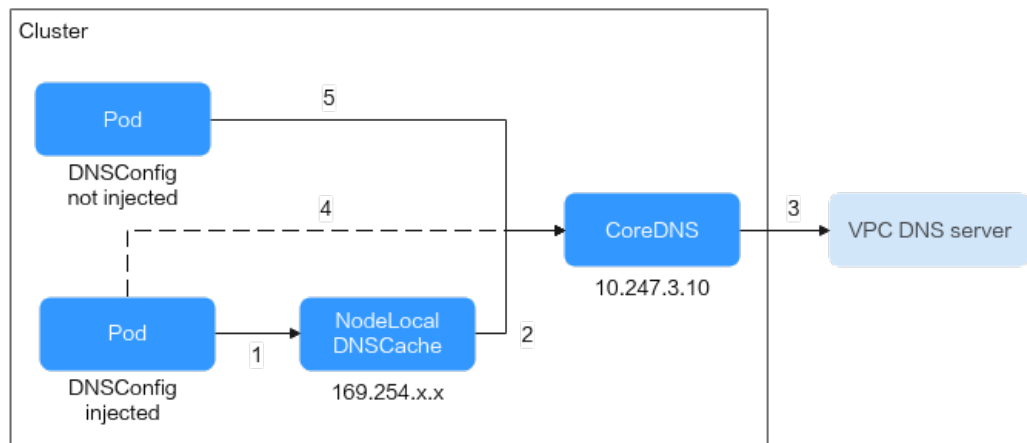 Cluster
5
Pod
DNSConfig
not injected
4
CoreDNS
3
VPC DNS server
10.247.3.10
Pod
1
NodeLocal
DNSCache
2
DNSConfig
injected
169.254.x.x